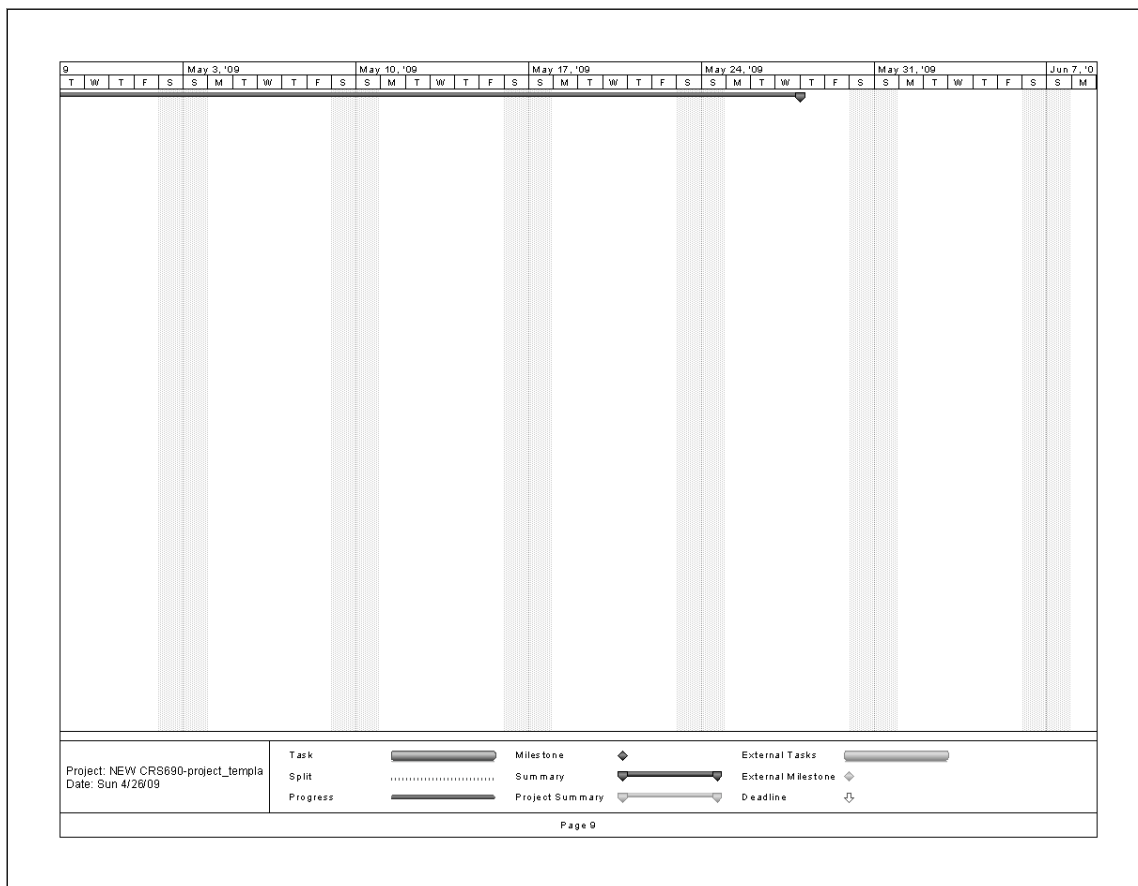 9 May 3, '09 May 10, '09 May 17, '09 May 24, '09 May 31, '09 Jun 7, '0
T W T F S S M T W T F S S M T W T F S S M T W T F S S M T W T F S S M T W T F S S M
Task Milestone External Tasks
Project: NEW CRS690-project_templa
Date: Sun 4/26/09
Split Summary External Milestone
Progress Project Summary Deadline
Page 9